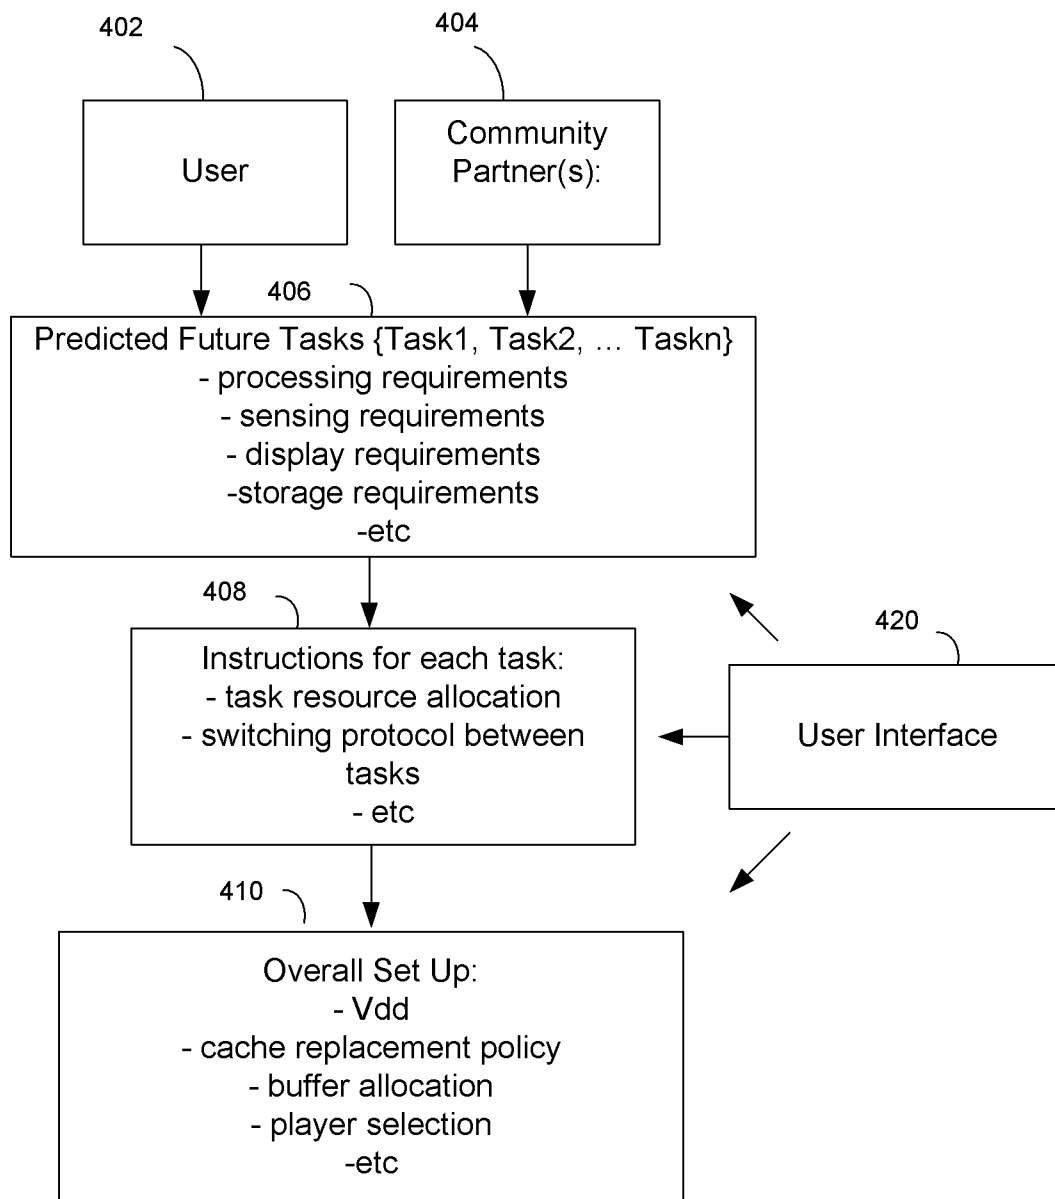 402
404
User
Community
Partner(s):
406
Predicted Future Tasks {Task1, Task2, ... Taskn}
- processing requirements
- sensing requirements
- display requirements
-storage requirements
-etc
408
Instructions for each task:
- task resource allocation
- switching protocol between
tasks
- etc
420
User Interface
410
Overall Set Up:
- Vdd
- cache replacement policy
- buffer allocation
- player selection
-etc